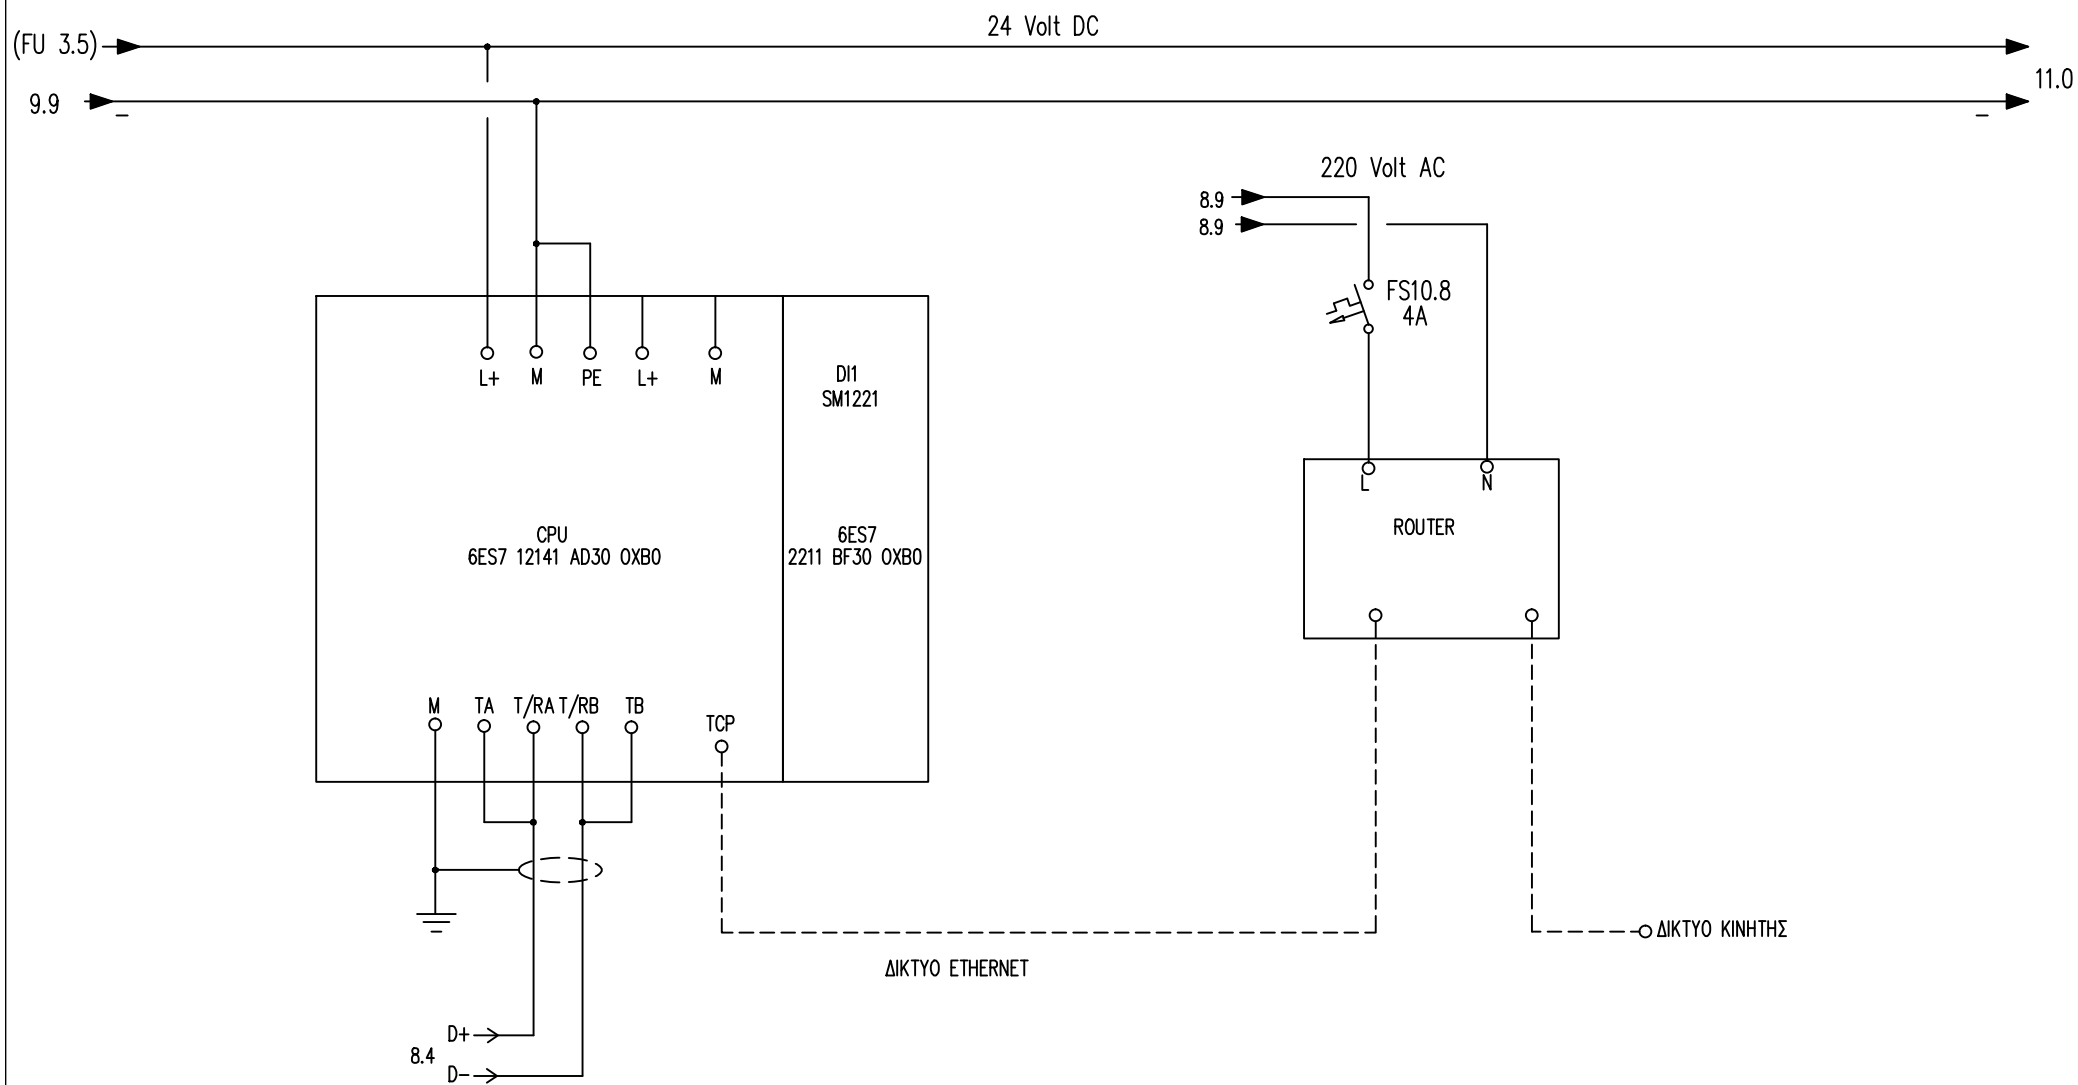 24 Volt DC
(FU 3.5)
11.0
9.9
–
–
220 Volt AC
8.9
8.9
FS10.8
4A
L+ M PE L+ M
DI1
SM1221
L N
ROUTER
CPU
6ES7 12141 AD30 0XB0
6ES7
2211 BF30 0XB0
M TA T/RA T/RB TB
TCP
ΔΙΚΤΥΟ ΚΙΝΗΤΗΣ
ΔΙΚΤΥΟ ETHERNET
D+
8.4
D-